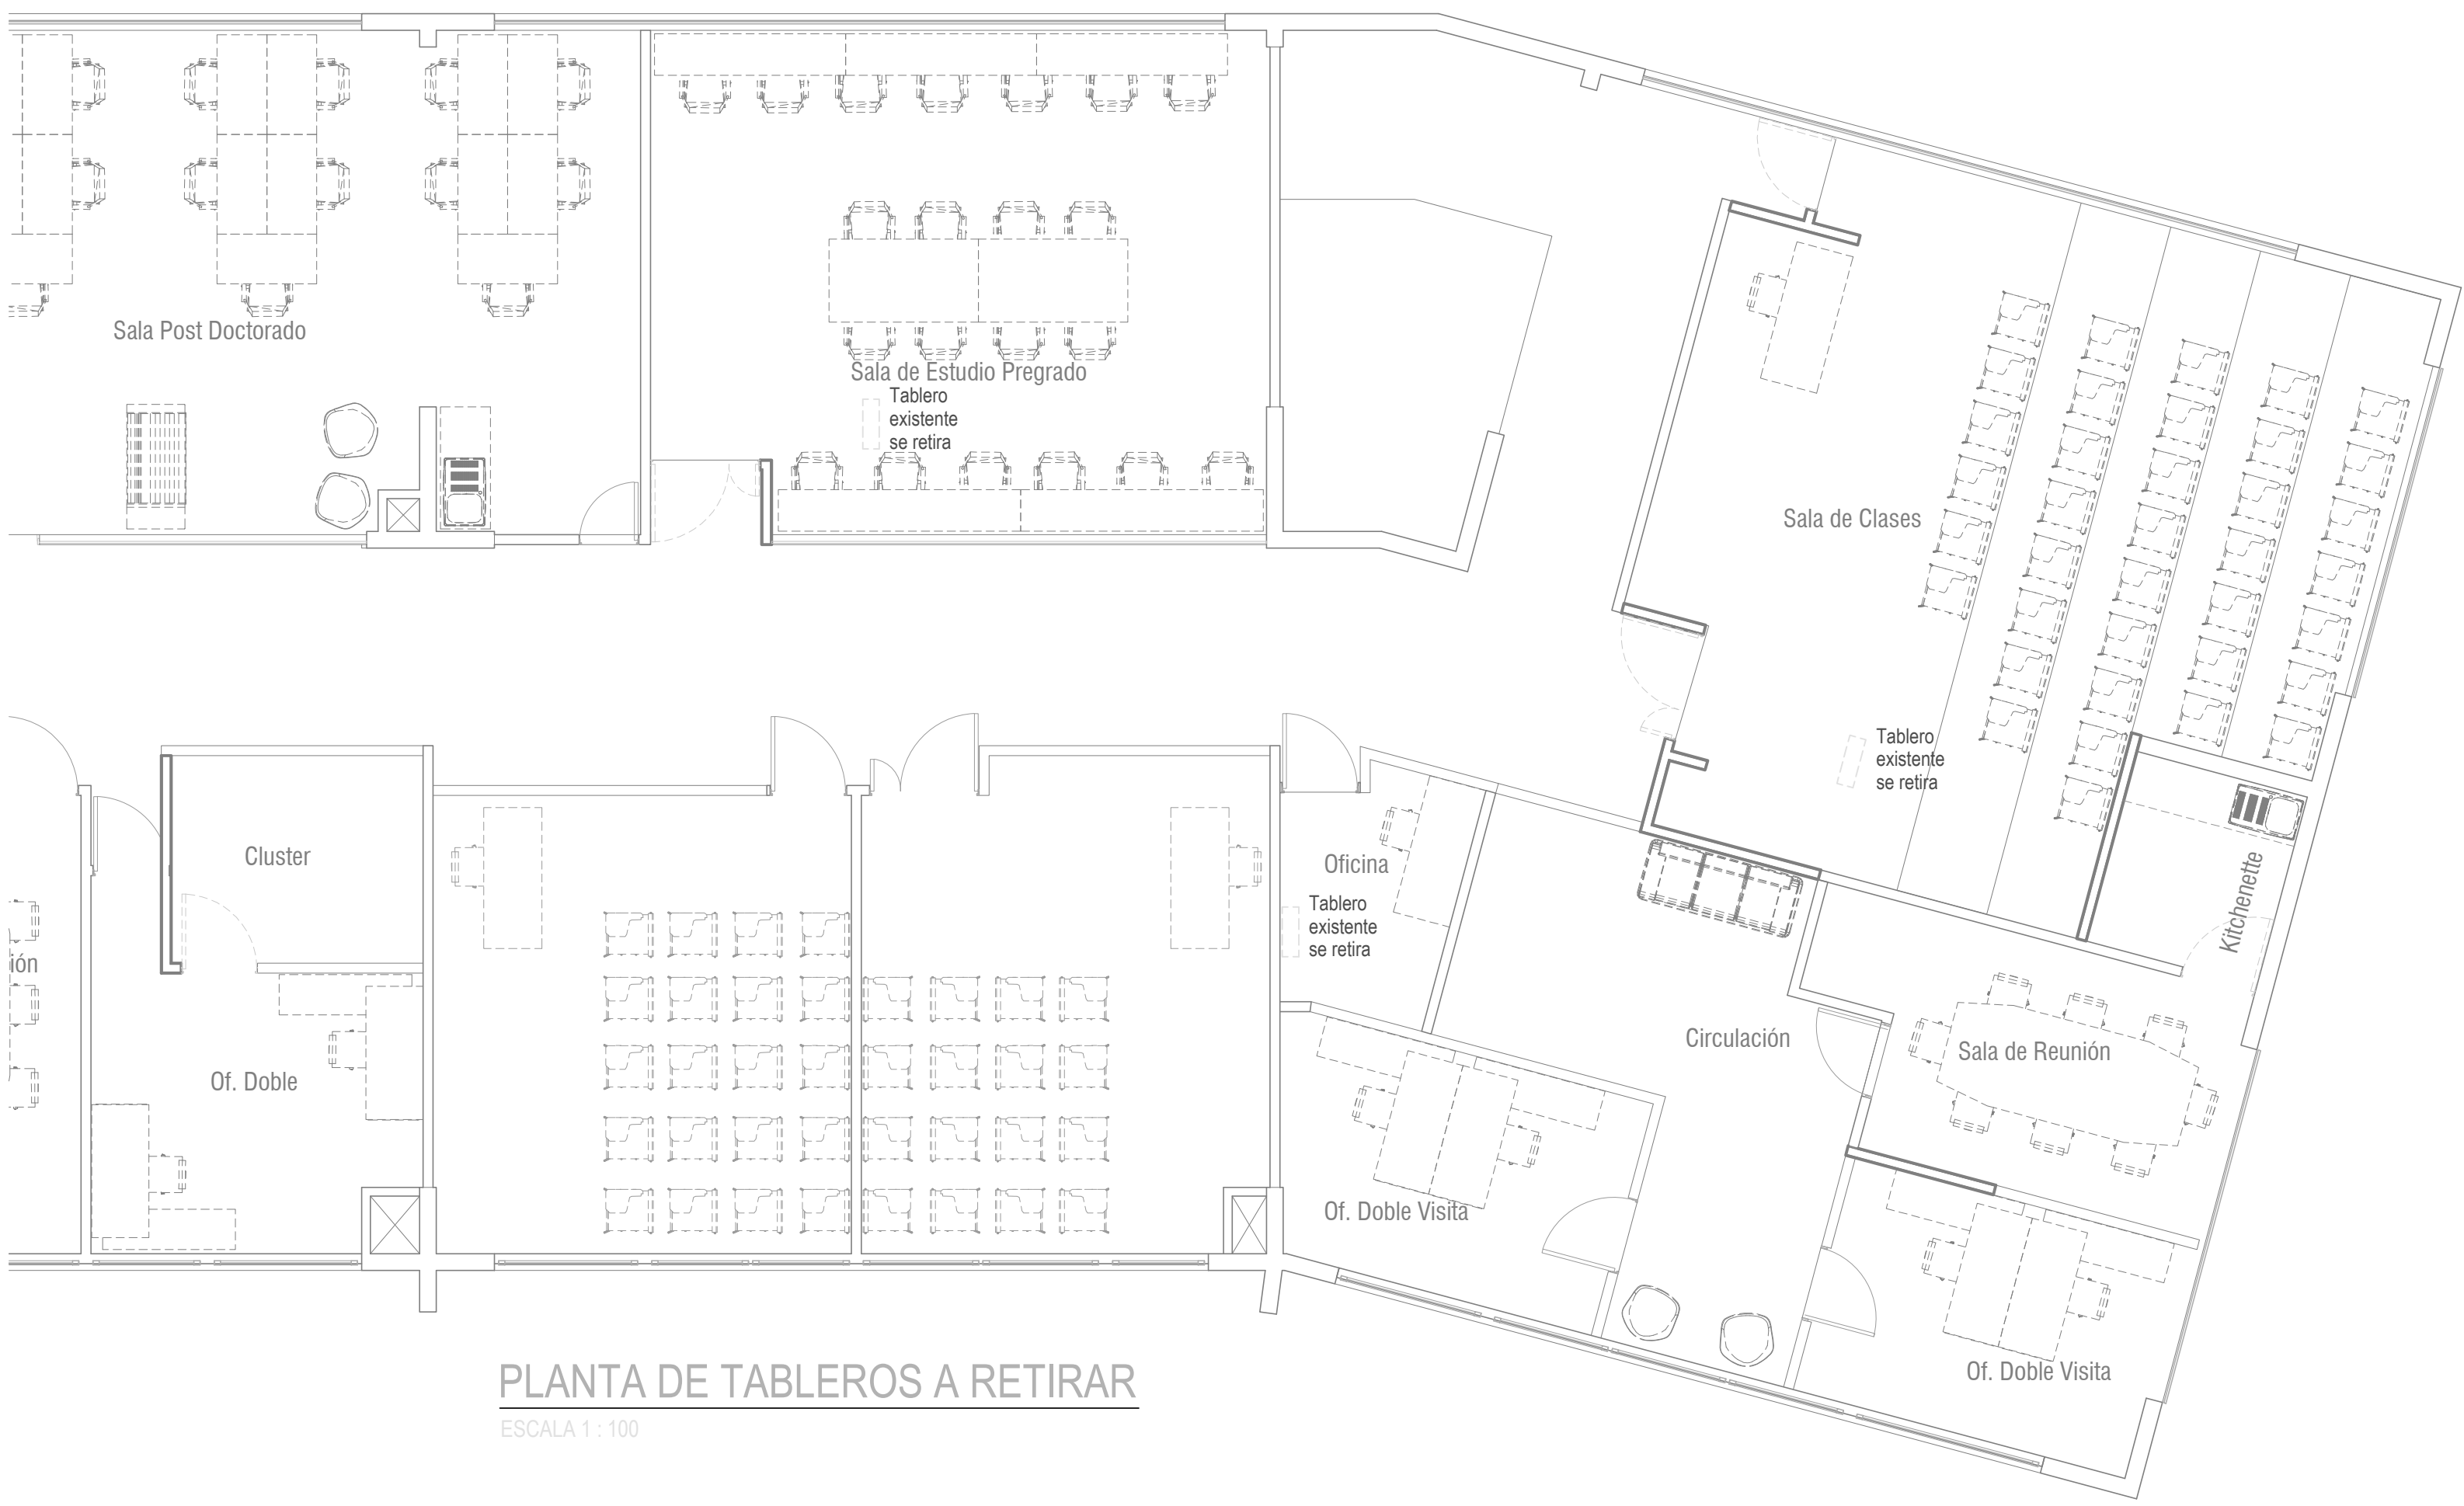 Sala Post Doctorado
Sala de Estudio Pregrado
Tablero
existente
se retira
Sala de Clases
Tablero
existente
se retira
Cluster
Oficina
Tablero
existente
se retira
Kitchenette
ión
Circulación
Sala de Reunión
Of. Doble
Of. Doble Visita
Of. Doble Visita
PLANTA DE TABLEROS A RETIRAR
ESCALA 1 : 100